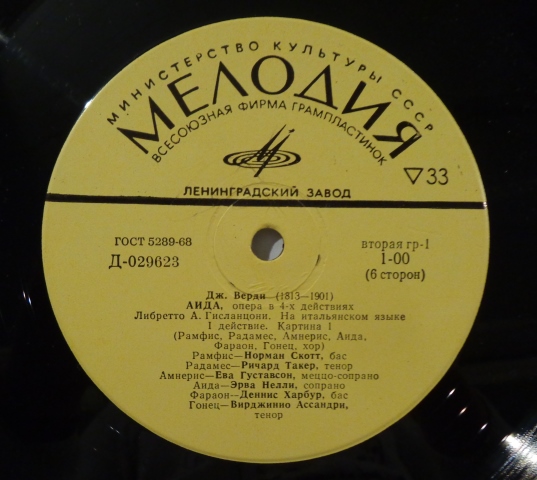 МИНИСТЕРСТВО КУЛЬТУРЫ СССР
МЕЛОДИЯ
ВСЕСОЮЗНАЯ ФИРМА ГРАМПЛАСТИНОК
ЛЕНИНГРАДСКИЙ ЗАВОД
▽33
ГОСТ 5289-68
Д-029623
вторая гр-1
1-00
(6 сторон)
Дж. Верди (1813—1901)
АИДА, опера в 4-х действиях
Либретто А. Гисланцони. На итальянском языке
I действие. Картина 1
(Рамфис, Радамес, Амнерис, Аида,
Фараон, Гонец, хор)
Рамфис—Норман Скотт, бас
Радамес—Ричард Такер, тенор
Амнерис—Ева Густавсон, меццо-сопрано
Аида—Эрва Нелли, сопрано
Фараон—Деннис Харбур, бас
Гонец—Вирджинио Ассандри,
тенор